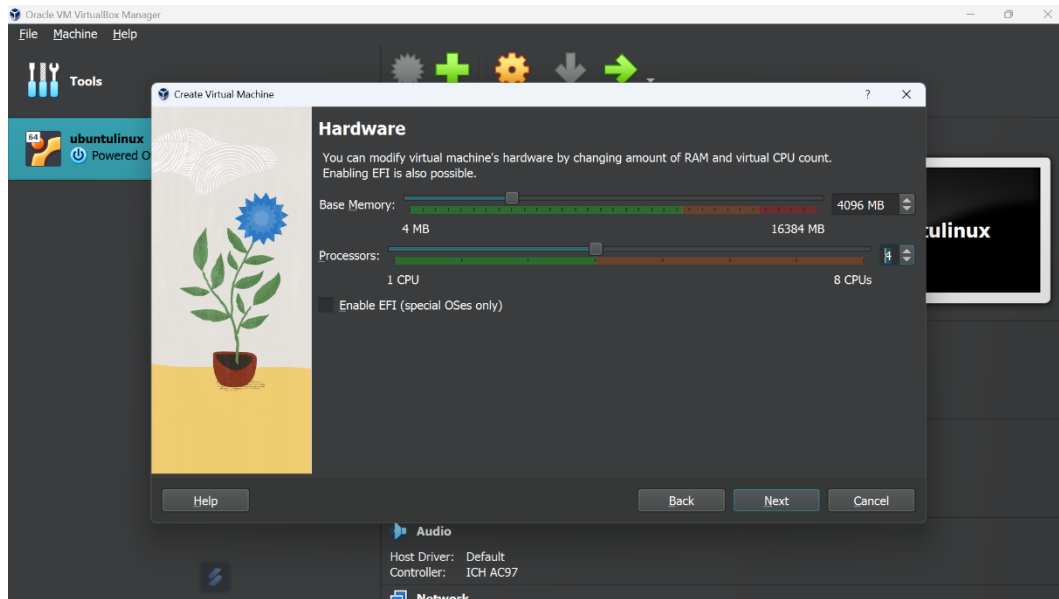 Oracle VM VirtualBox Manager
File Machine Help
Tools
64
ubuntulinux
Powered O
Create Virtual Machine
?
Hardware
You can modify virtual machine's hardware by changing amount of RAM and virtual CPU count.
Enabling EFI is also possible.
Base Memory:
4096 MB
4 MB
16384 MB
Processors:
4
1 CPU
8 CPUs
Enable EFI (special OSes only)
tulinux
Help
Back
Next
Cancel
Audio
Host Driver: Default
Controller: ICH AC97
Network